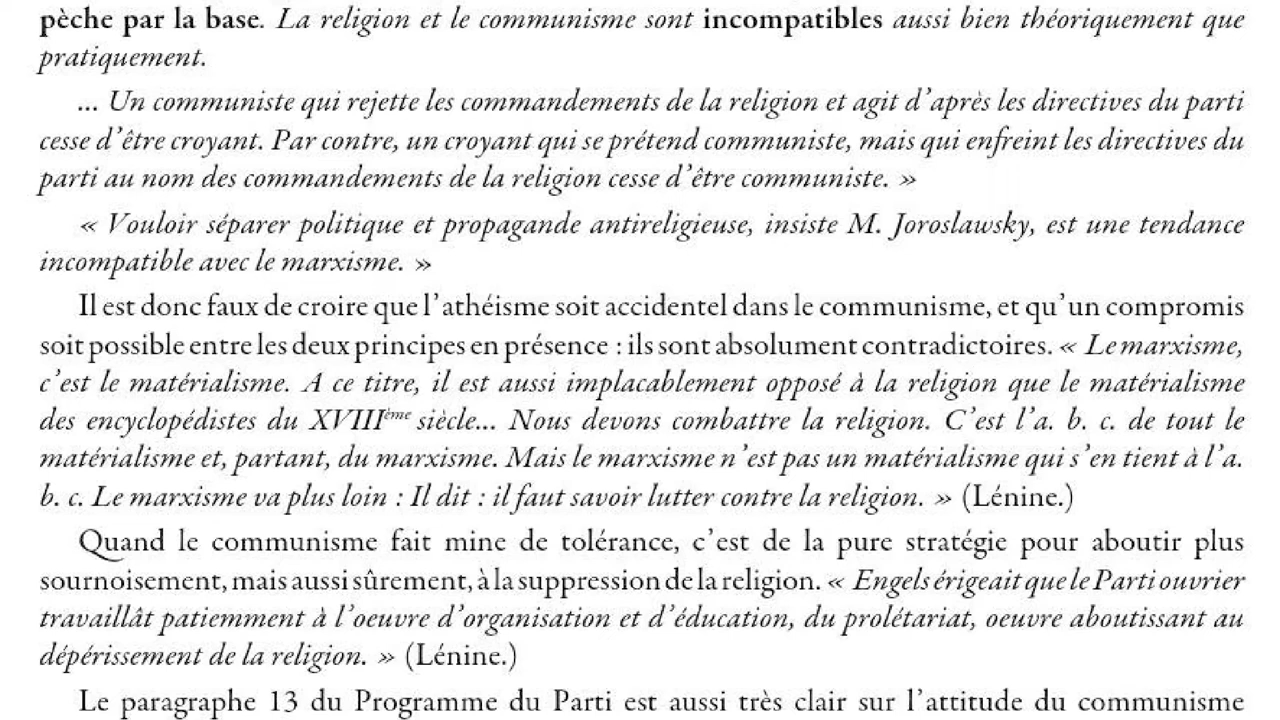 pèche par la base. La religion et le communisme sont incompatibles aussi bien théoriquement que
pratiquement.
... Un communiste qui rejette les commandements de la religion et agit d'après les directives du parti
cesse d'être croyant. Par contre, un croyant qui se prétend communiste, mais qui enfreint les directives du
parti au nom des commandements de la religion cesse d'être communiste. »
« Vouloir séparer politique et propagande antireligieuse, insiste M. Joroslawsky, est une tendance
incompatible avec le marxisme. »
Il est donc faux de croire que l'athéisme soit accidentel dans le communisme, et qu'un compromis
soit possible entre les deux principes en présence : ils sont absolument contradictoires. « Le marxisme,
c'est le matérialisme. A ce titre, il est aussi implacablement opposé à la religion que le matérialisme
des encyclopédistes du XVIIIème siècle... Nous devons combattre la religion. C'est l'a. b. c. de tout le
matérialisme et, partant, du marxisme. Mais le marxisme n'est pas un matérialisme qui s'en tient à l'a.
b. c. Le marxisme va plus loin : Il dit : il faut savoir lutter contre la religion. » (Lénine.)
Quand le communisme fait mine de tolérance, c'est de la pure stratégie pour aboutir plus
sournoisement, mais aussi sûrement, à la suppression de la religion. « Engels érigeait que le Parti ouvrier
travaillât patiemment à l'oeuvre d'organisation et d'éducation, du prolétariat, oeuvre aboutissant au
dépérissement de la religion. » (Lénine.)
Le paragraphe 13 du Programme du Parti est aussi très clair sur l'attitude du communisme